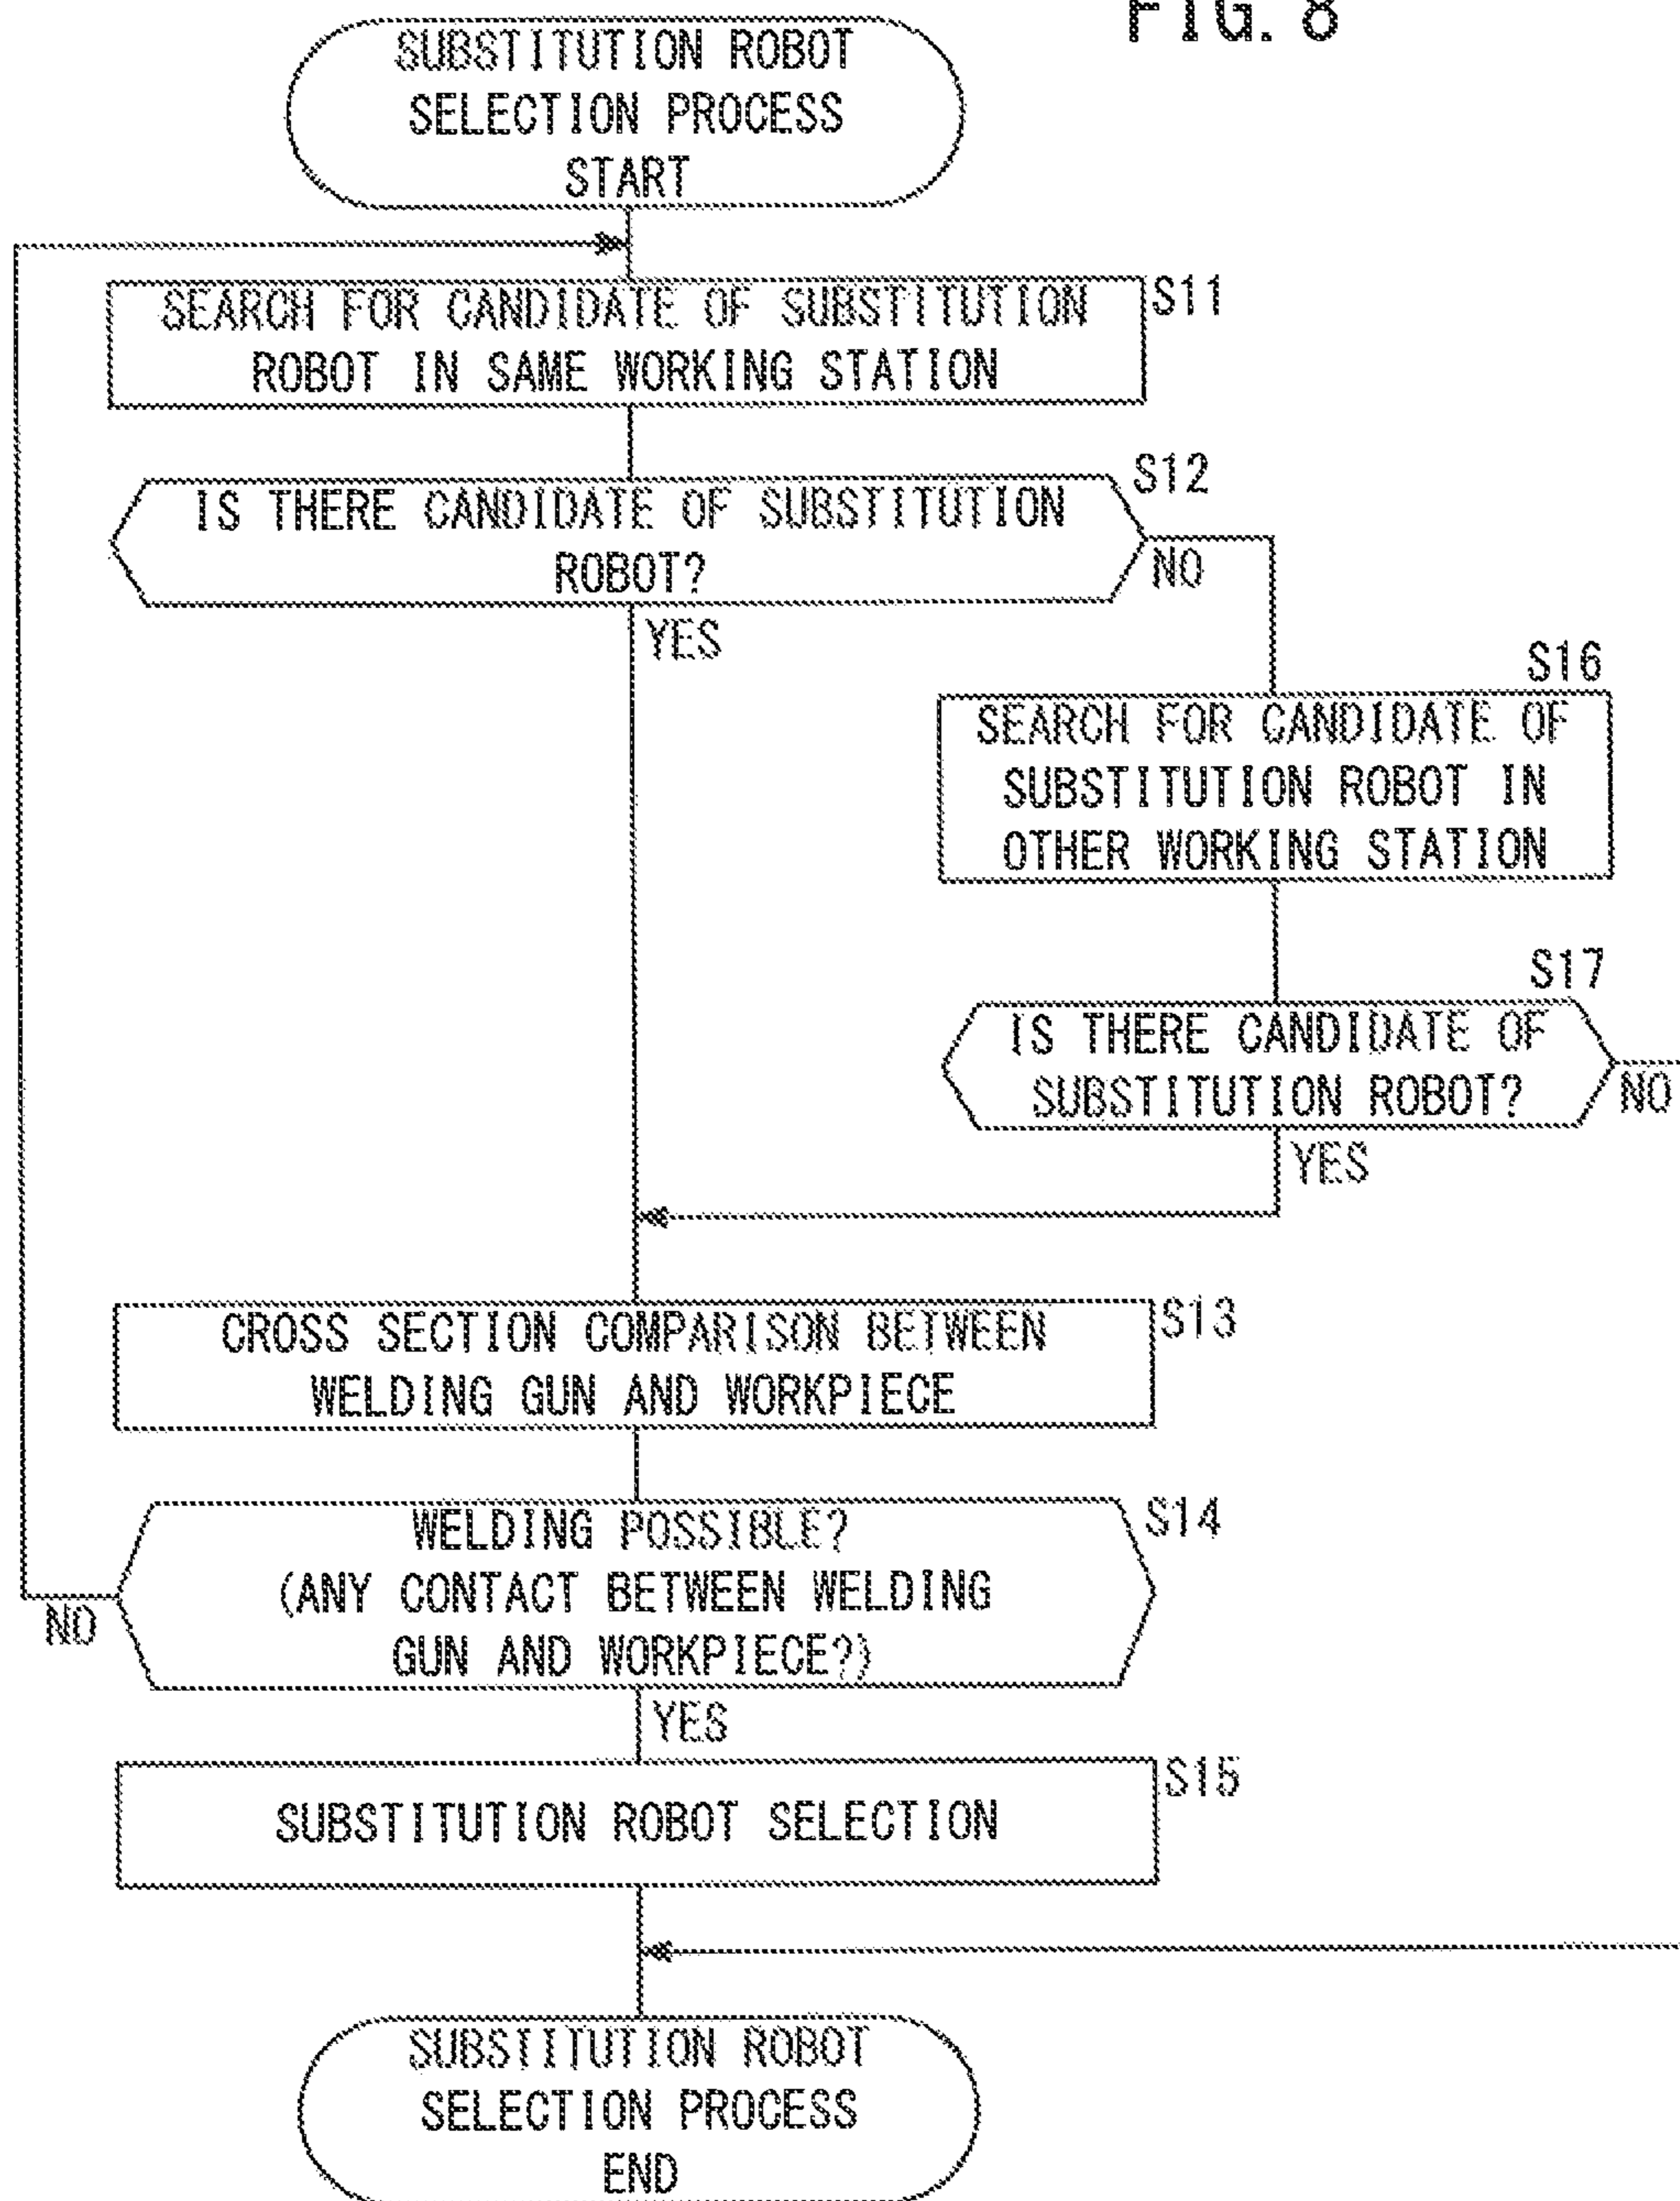 FIG. 8
SUBSTITUTION ROBOT
SELECTION PROCESS
START
SEARCH FOR CANDIDATE OF SUBSTITUTION
ROBOT IN SAME WORKING STATION
S11
IS THERE CANDIDATE OF SUBSTITUTION
ROBOT?
S12
NO
YES
S16
SEARCH FOR CANDIDATE OF
SUBSTITUTION ROBOT IN
OTHER WORKING STATION
S17
IS THERE CANDIDATE OF
SUBSTITUTION ROBOT?
NO
YES
CROSS SECTION COMPARISON BETWEEN
WELDING GUN AND WORKPIECE
S13
WELDING POSSIBLE?
(ANY CONTACT BETWEEN WELDING
GUN AND WORKPIECE?)
S14
NO
YES
SUBSTITUTION ROBOT SELECTION
S15
SUBSTITUTION ROBOT
SELECTION PROCESS
END